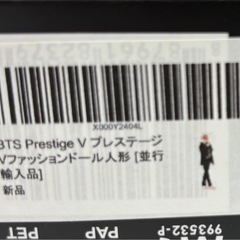 X000Y2404L
BTS Prestige V プレステージ
Vファッションドール人形 [並行
輸入品]
新品
993532-P
PET
PAP